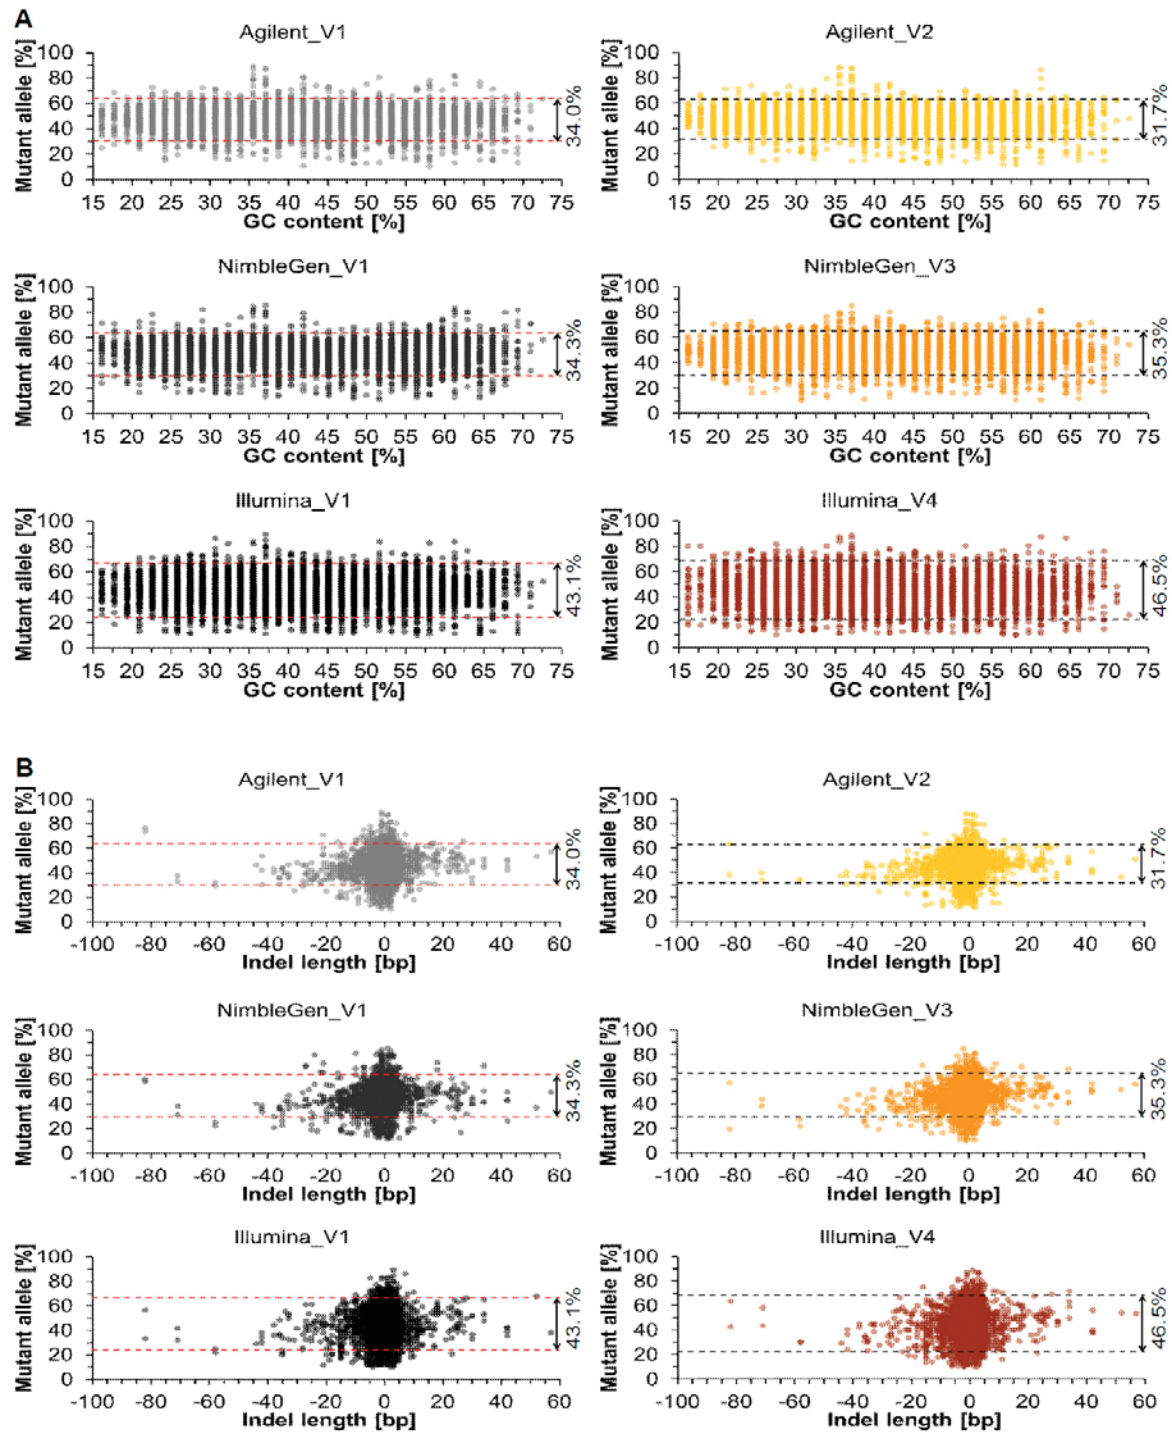 A
Agilent_V1
Mutant allele [%]
100
80
60
40
20
0
34.0%
15 20 25 30 35 40 45 50 55 60 65 70 75
GC content [%]
Agilent_V2
Mutant allele [%]
100
80
60
40
20
0
31.7%
15 20 25 30 35 40 45 50 55 60 65 70 75
GC content [%]
NimbleGen_V1
Mutant allele [%]
100
80
60
40
20
0
34.3%
15 20 25 30 35 40 45 50 55 60 65 70 75
GC content [%]
NimbleGen_V3
Mutant allele [%]
100
80
60
40
20
0
35.3%
15 20 25 30 35 40 45 50 55 60 65 70 75
GC content [%]
Illumina_V1
Mutant allele [%]
100
80
60
40
20
0
43.1%
15 20 25 30 35 40 45 50 55 60 65 70 75
GC content [%]
Illumina_V4
Mutant allele [%]
100
80
60
40
20
0
46.5%
15 20 25 30 35 40 45 50 55 60 65 70 75
GC content [%]
B
Agilent_V1
Mutant allele [%]
100
80
60
40
20
0
34.0%
-100 -80 -60 -40 -20 0 20 40 60
Indel length [bp]
Agilent_V2
Mutant allele [%]
100
80
60
40
20
0
31.7%
-100 -80 -60 -40 -20 0 20 40 60
Indel length [bp]
NimbleGen_V1
Mutant allele [%]
100
80
60
40
20
0
34.3%
-100 -80 -60 -40 -20 0 20 40 60
Indel length [bp]
NimbleGen_V3
Mutant allele [%]
100
80
60
40
20
0
35.3%
-100 -80 -60 -40 -20 0 20 40 60
Indel length [bp]
Illumina_V1
Mutant allele [%]
100
80
60
40
20
0
43.1%
-100 -80 -60 -40 -20 0 20 40 60
Indel length [bp]
Illumina_V4
Mutant allele [%]
100
80
60
40
20
0
46.5%
-100 -80 -60 -40 -20 0 20 40 60
Indel length [bp]